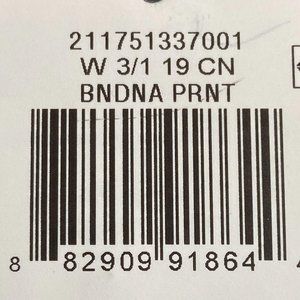 211751337001
W 3/1 19 CN
BNDNA PRNT
8 82909 91864